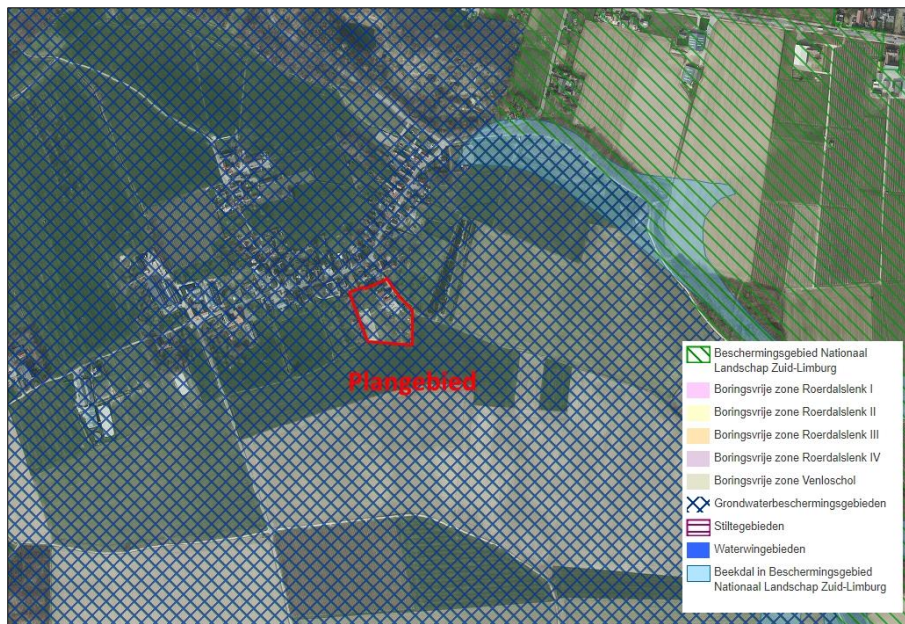 Plangebied
Beschermingsgebied Nationaal
Landschap Zuid-Limburg
Boringsvrije zone Roerdalslenk I
Boringsvrije zone Roerdalslenk II
Boringsvrije zone Roerdalslenk III
Boringsvrije zone Roerdalslenk IV
Boringsvrije zone Venloschol
Grondwaterbeschermingsgebieden
Stiltegebieden
Waterwingebieden
Beekdal in Beschermingsgebied
Nationaal Landschap Zuid-Limburg